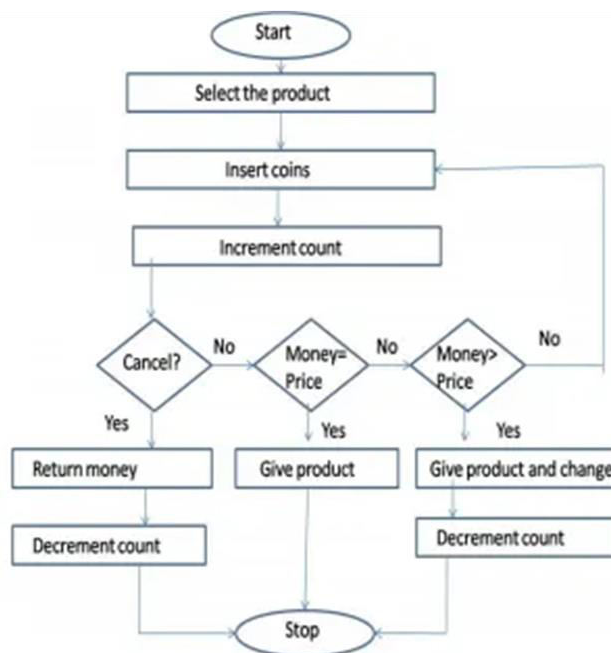 Start
Select the product
Insert coins
Increment count
Cancel?
No
Money=
Price
No
Money>
Price
No
Yes
Yes
Yes
Return money
Give product
Give product and change
Decrement count
Decrement count
Stop